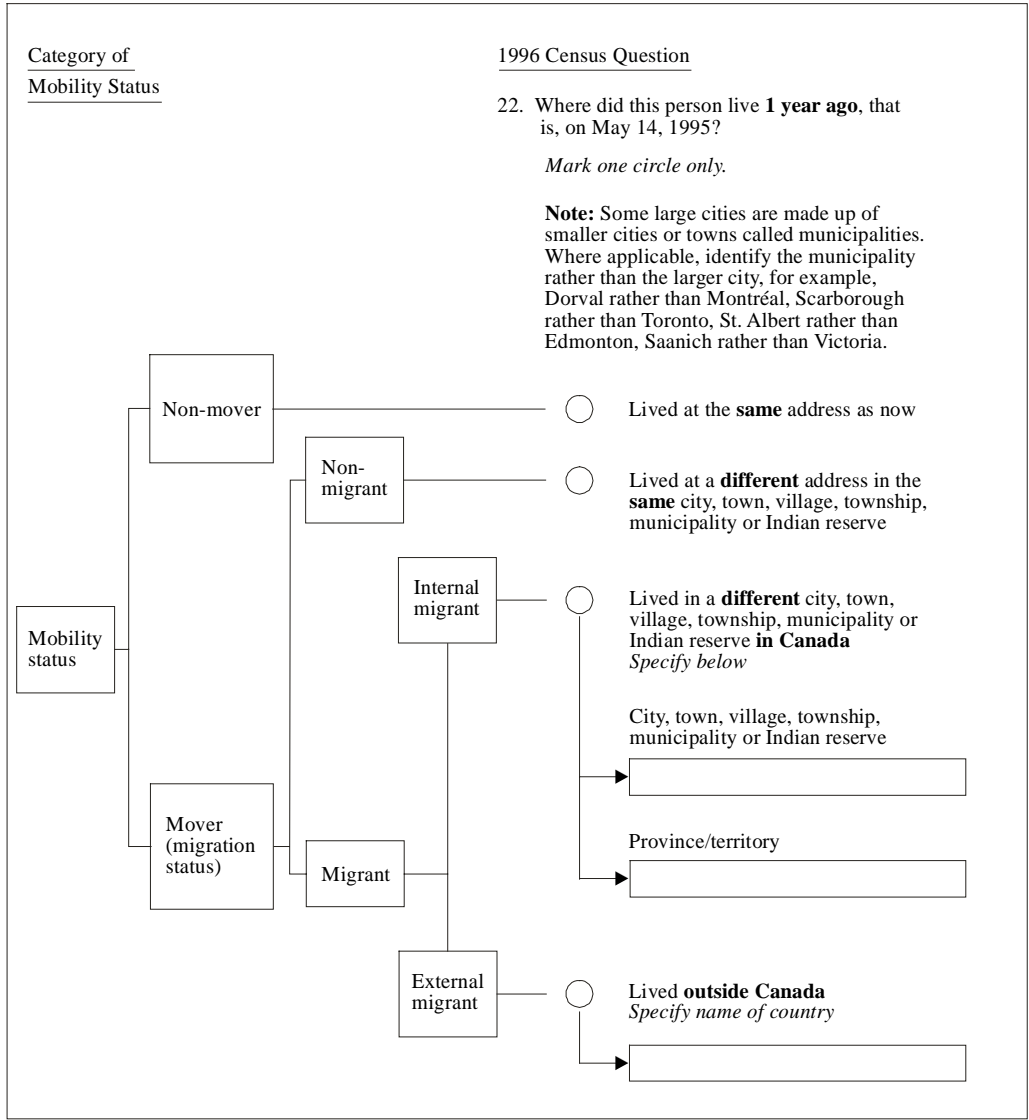 Category of
Mobility Status
1996 Census Question
22. Where did this person live 1 year ago, that
is, on May 14, 1995?
Mark one circle only.
Note: Some large cities are made up of
smaller cities or towns called municipalities.
Where applicable, identify the municipality
rather than the larger city, for example,
Dorval rather than Montréal, Scarborough
rather than Toronto, St. Albert rather than
Edmonton, Saanich rather than Victoria.
Non-mover
Lived at the same address as now
Non-
migrant
Lived at a different address in the
same city, town, village, township,
municipality or Indian reserve
Internal
migrant
Lived in a different city, town,
village, township, municipality or
Indian reserve in Canada
Specify below
Mobility
status
City, town, village, township,
municipality or Indian reserve
Mover
(migration
status)
Province/territory
Migrant
External
migrant
Lived outside Canada
Specify name of country